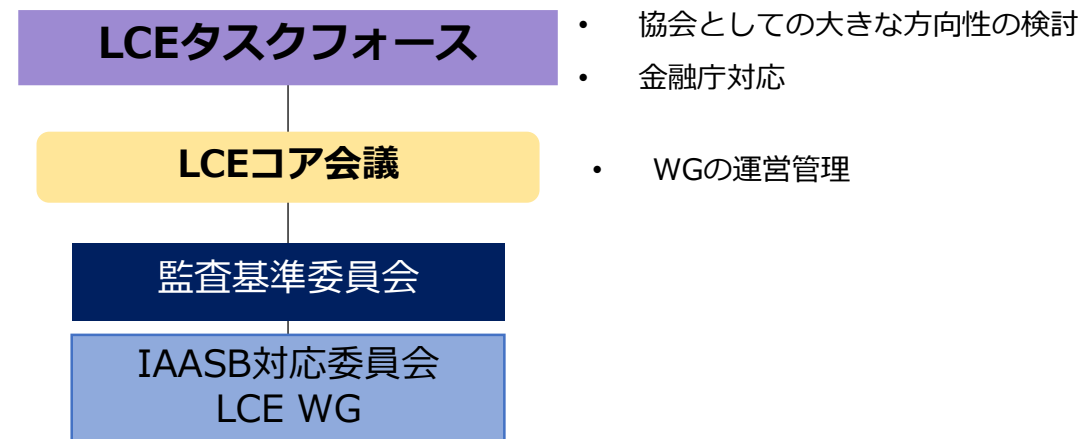 LCEタスクフォース
• 協会としての大きな方向性の検討
• 金融庁対応
LCEコア会議
• WGの運営管理
監査基準委員会
IAASB対応委員会
LCE WG